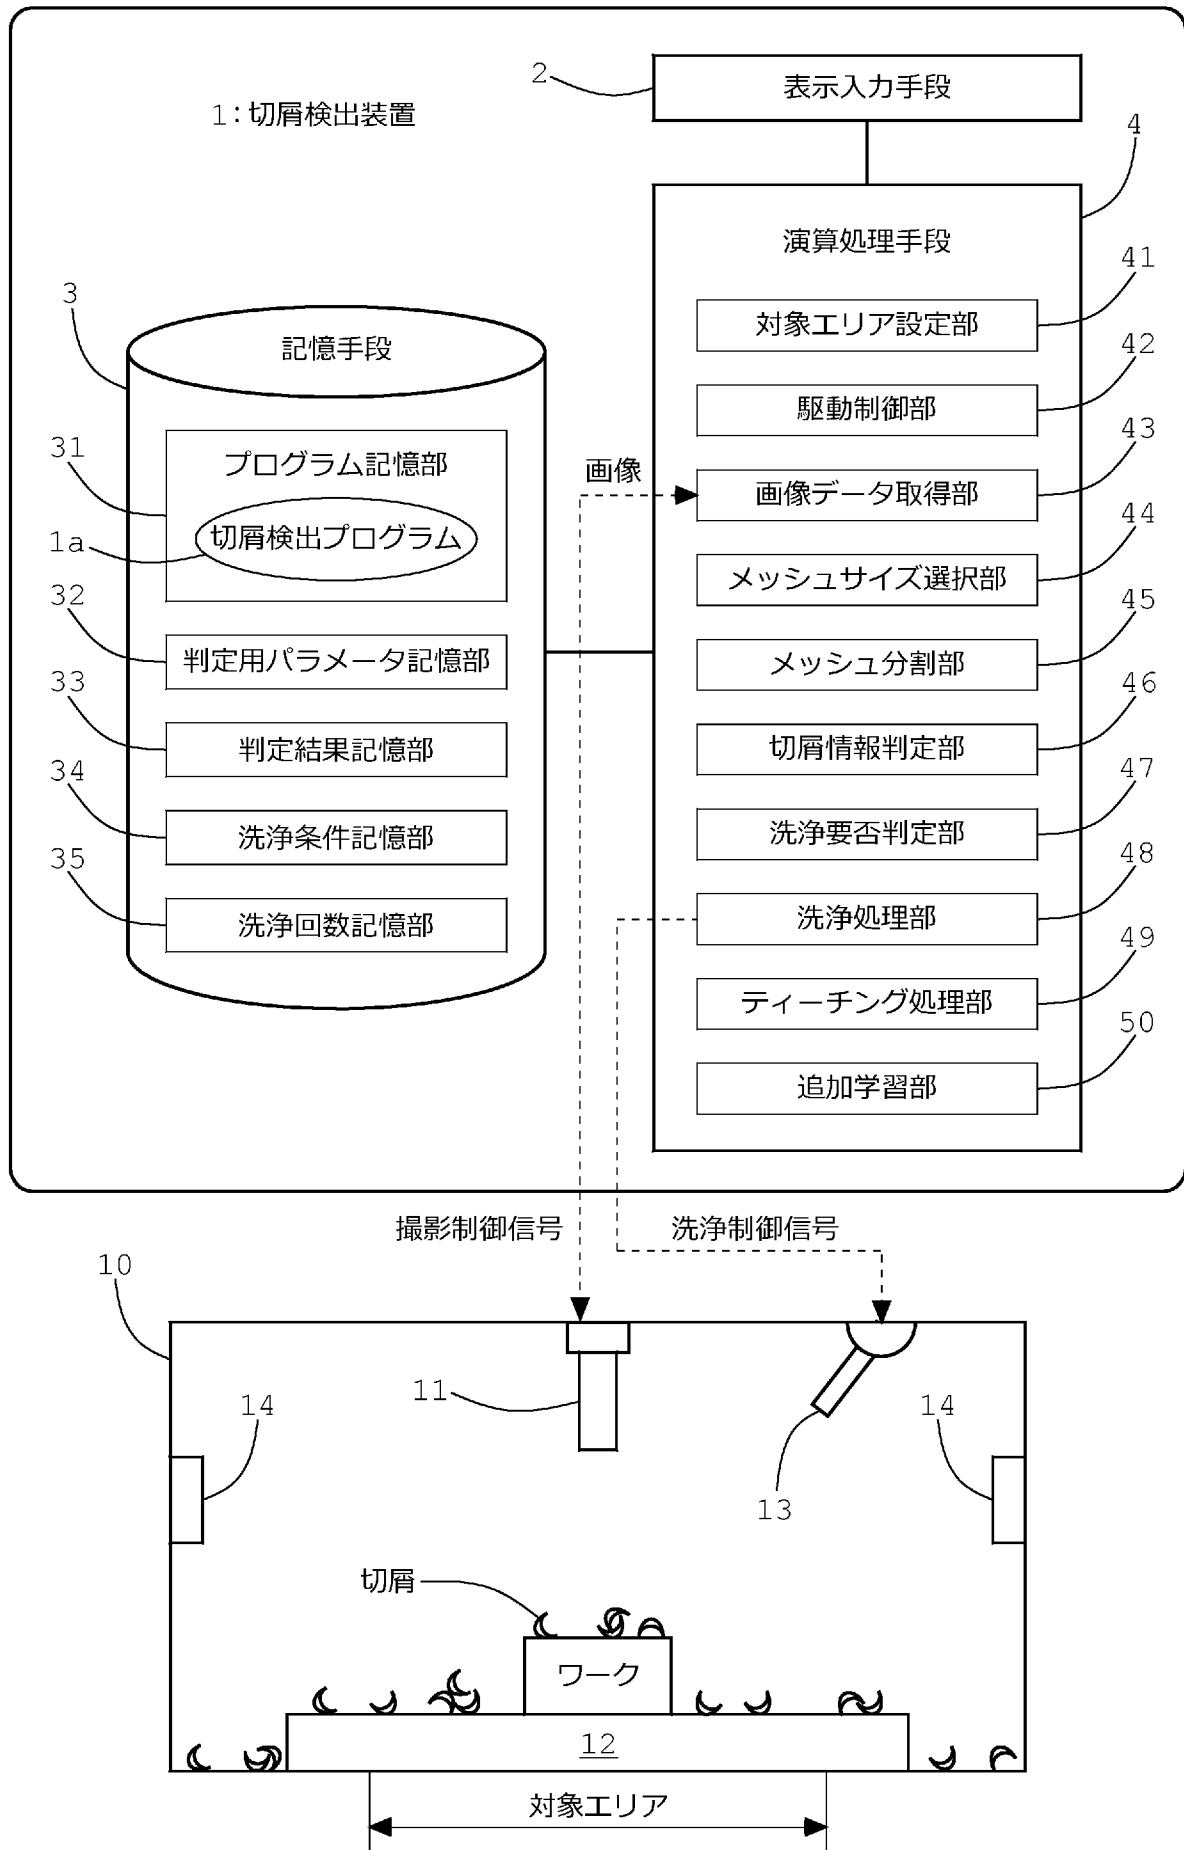 2
表示入力手段
1:切屑検出装置
4
演算処理手段
41
対象エリア設定部
3
記憶手段
42
駆動制御部
31
プログラム記憶部
画像
43
画像データ取得部
1a
切屑検出プログラム
44
メッシュサイズ選択部
32
判定用パラメータ記憶部
45
メッシュ分割部
33
判定結果記憶部
46
切屑情報判定部
34
洗浄条件記憶部
47
洗浄要否判定部
35
洗浄回数記憶部
48
洗浄処理部
49
ティーチング処理部
50
追加学習部
撮影制御信号
洗浄制御信号
10
11
14
14
13
切屑
ワーク
12
対象エリア